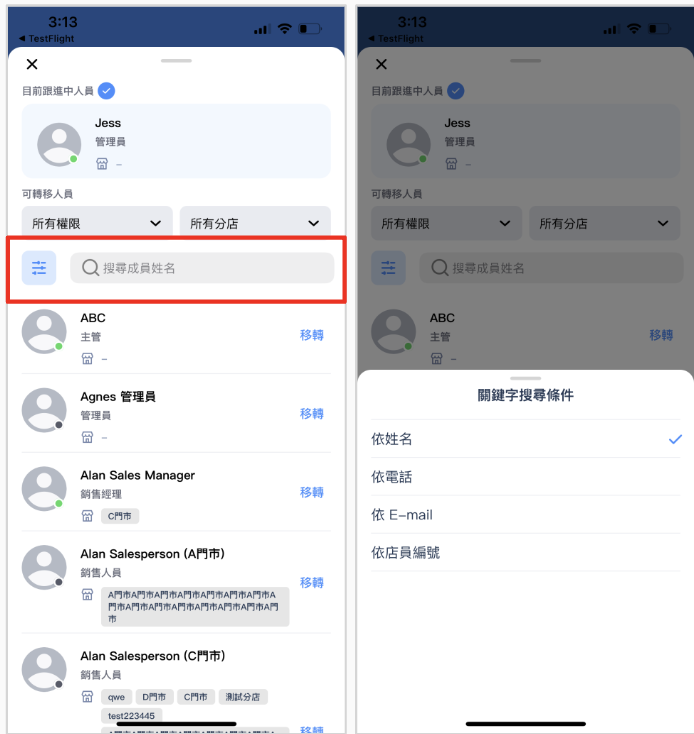 3:13
◀ TestFlight
目前跟進中人員
Jess
管理員
–
可轉移人員
所有權限
所有分店
搜尋成員姓名
ABC
主管
–
移轉
Agnes 管理員
管理員
–
移轉
Alan Sales Manager
銷售經理
C門市
移轉
Alan Salesperson (A門市)
銷售人員
A門市A門市A門市A門市A門市A門市A門市A
門市A門市A門市A門市A門市A門市A門市A門
市
移轉
Alan Salesperson (C門市)
銷售人員
qwe D門市 C門市 測試分店
test223445
移轉
3:13
◀ TestFlight
目前跟進中人員
Jess
管理員
–
可轉移人員
所有權限
所有分店
搜尋成員姓名
ABC
主管
–
移轉
關鍵字搜尋條件
依姓名
依電話
依 E-mail
依店員編號